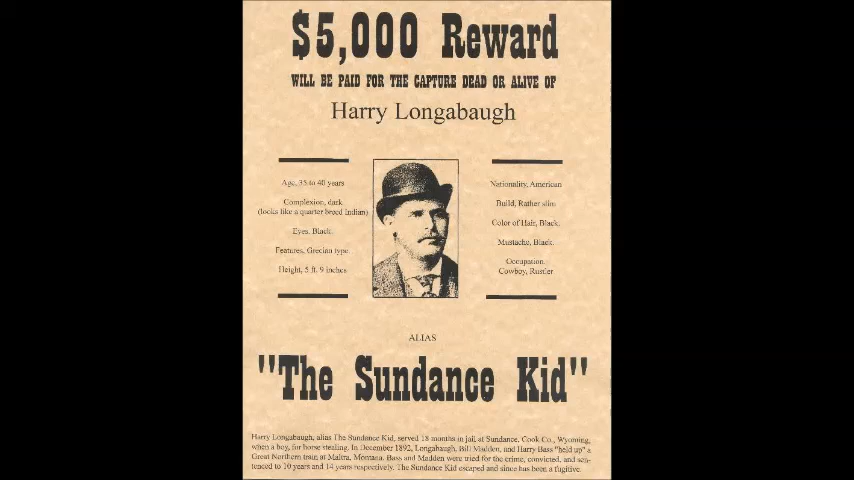 $5,000 Reward
WILL BE PAID FOR THE CAPTURE DEAD OR ALIVE OF
Harry Longabaugh
Age, 35 to 40 years
Complexion, dark
(looks like a quarter breed Indian)
Eyes, Black.
Features, Grecian type.
Height, 5 ft. 9 inches
Nationality, American
Build, Rather slim
Color of Hair, Black.
Mustache, Black.
Occupation,
Cowboy, Rustler
ALIAS
"The Sundance Kid"
Harry Longabaugh, alias The Sundance Kid, served 18 months in jail at Sundance, Cook Co., Wyoming,
when a boy, for horse stealing. In December 1892, Longabaugh, Bill Madden, and Harry Bass "held up" a
Great Northern train at Malta, Montana. Bass and Madden were tried for the crime, convicted, and sen-
tenced to 10 years and 14 years respectively. The Sundance Kid escaped and since has been a fugitive.